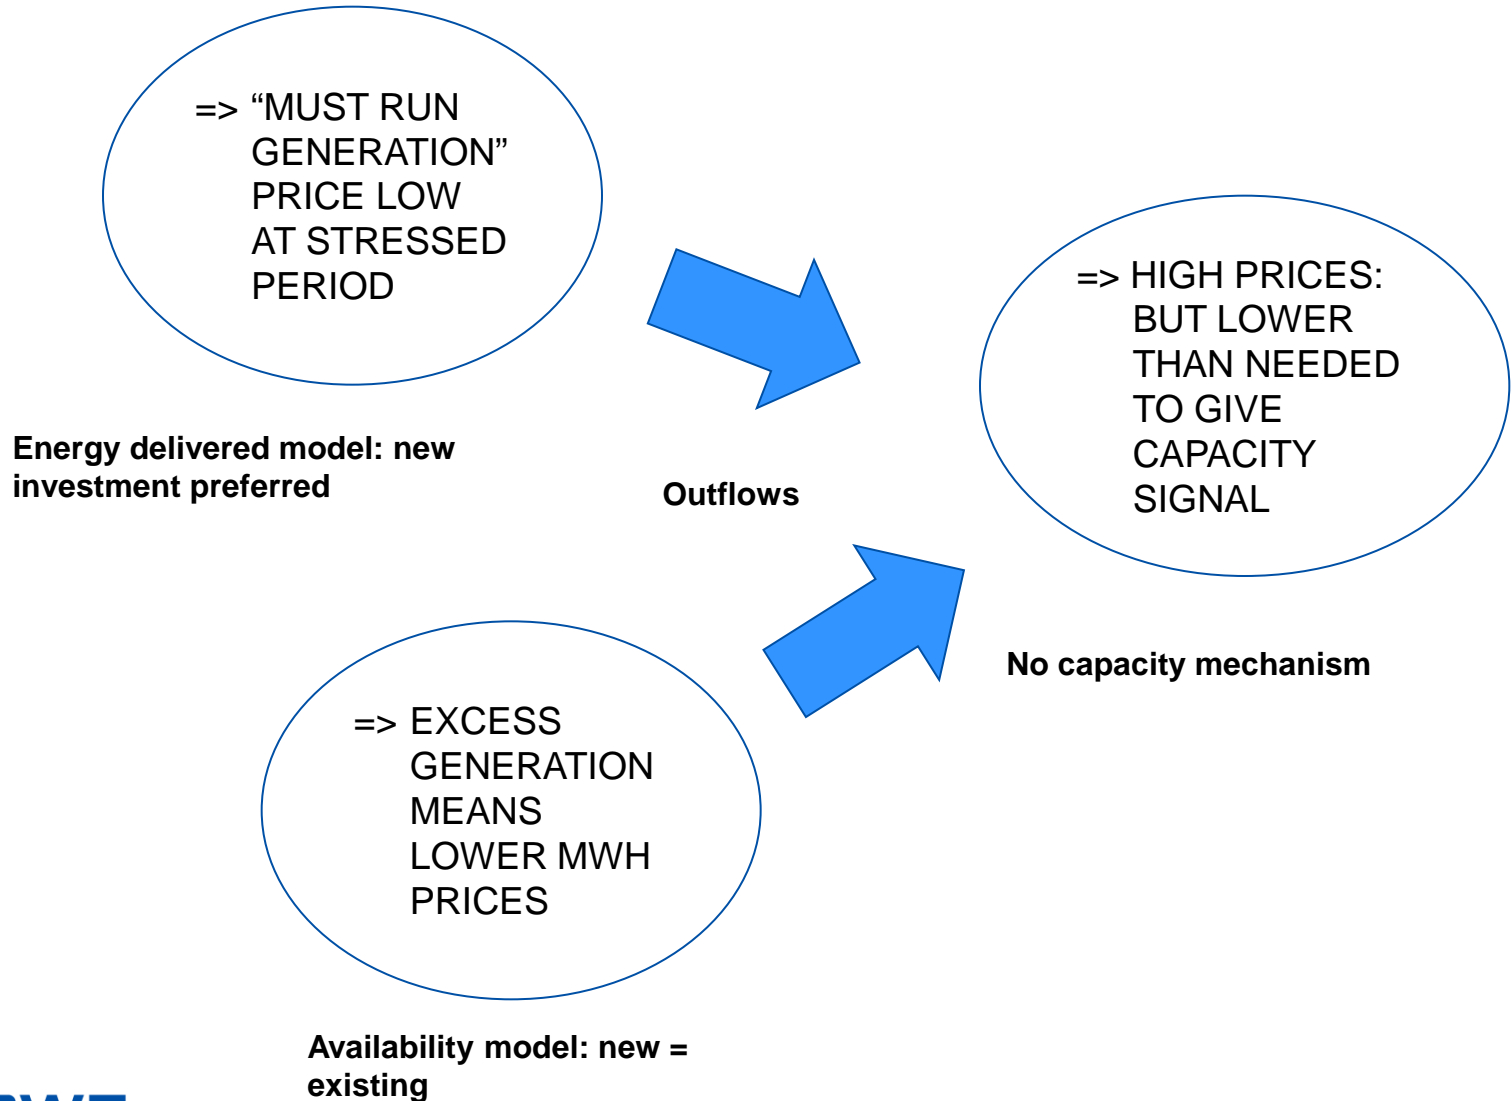 => “MUST RUN
GENERATION”
PRICE LOW
AT STRESSED
PERIOD
Energy delivered model: new
investment preferred
Outflows
=> HIGH PRICES:
BUT LOWER
THAN NEEDED
TO GIVE
CAPACITY
SIGNAL
No capacity mechanism
=> EXCESS
GENERATION
MEANS
LOWER MWH
PRICES
Availability model: new =
existing